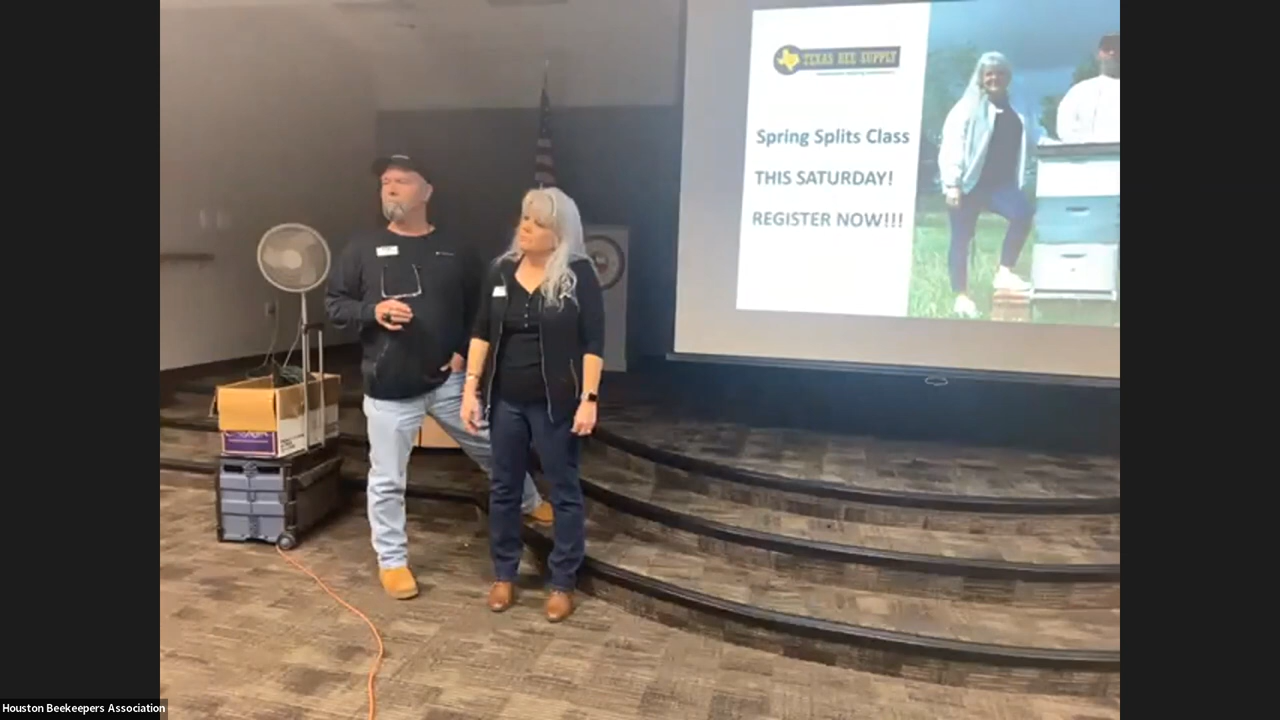 TEXAS BEE SUPPLY
Spring Splits Class
THIS SATURDAY!
REGISTER NOW!!!
Houston Beekeepers Association